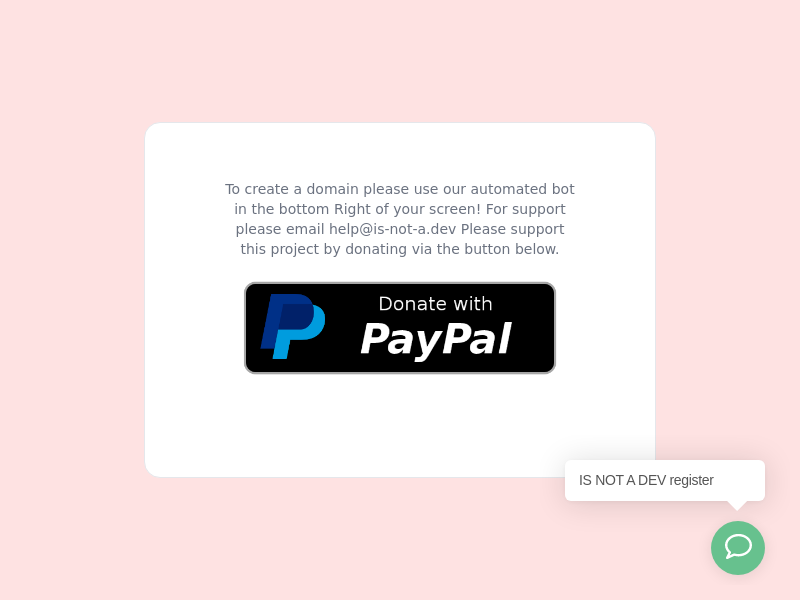 To create a domain please use our automated bot
in the bottom Right of your screen! For support
please email help@is-not-a.dev Please support
this project by donating via the button below.
Donate with
PayPal
IS NOT A DEV register